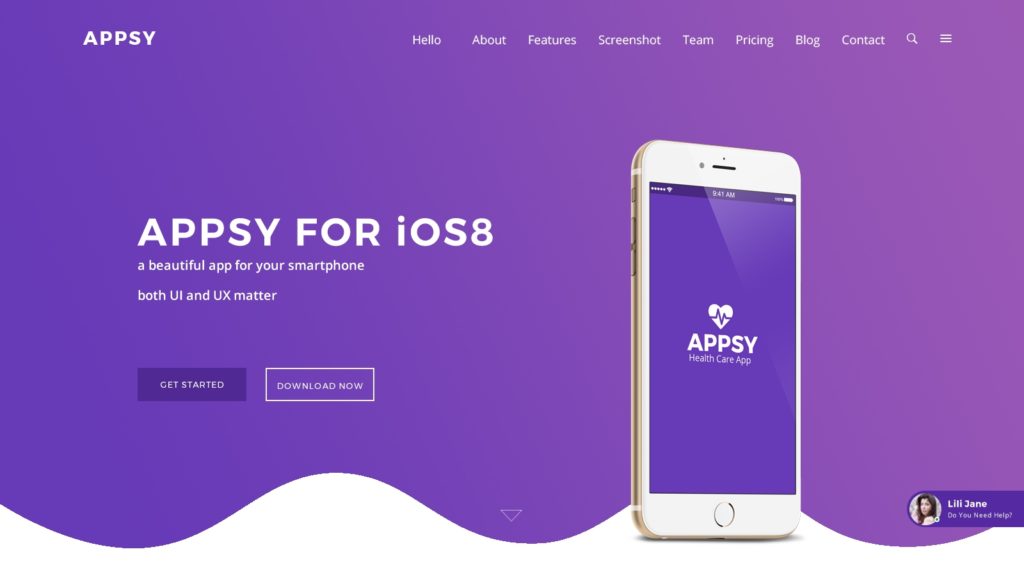 APPSY
Hello About Features Screenshot Team Pricing Blog Contact
9:41 AM
100%
APPSY FOR iOS8
a beautiful app for your smartphone
both UI and UX matter
APPSY
Health Care App
GET STARTED
DOWNLOAD NOW
Lili Jane
Do You Need Help?